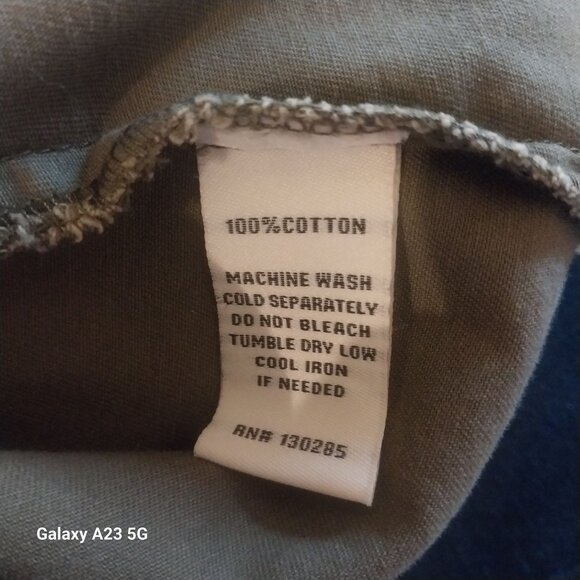 100%COTTON
MACHINE WASH
COLD SEPARATELY
DO NOT BLEACH
TUMBLE DRY LOW
COOL IRON
IF NEEDED
RN# 130285
Galaxy A23 5G